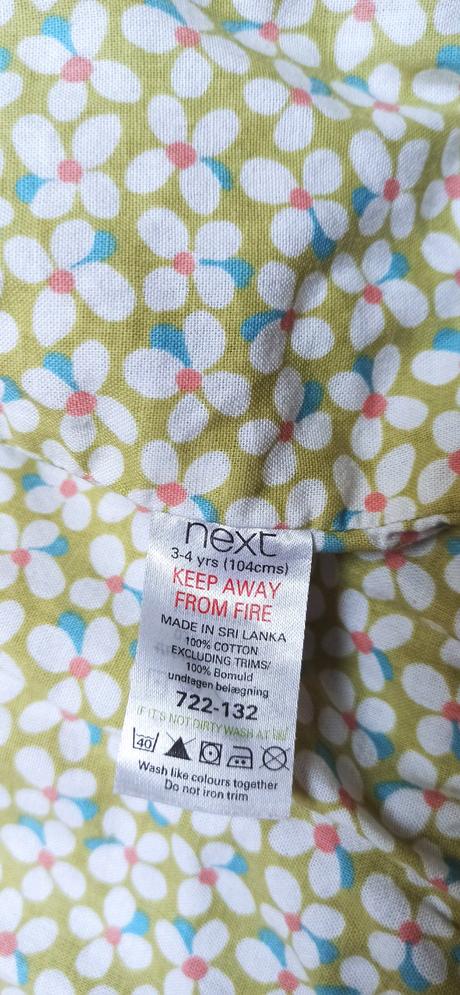 next
3-4 yrs (104cms)
KEEP AWAY
FROM FIRE
MADE IN SRI LANKA
100% COTTON
EXCLUDING TRIMS/
100% Bomuld
undtagen belægning
722-132
IF IT'S NOT DIRTY WASH AT
40
Wash like colours together
Do not iron trim